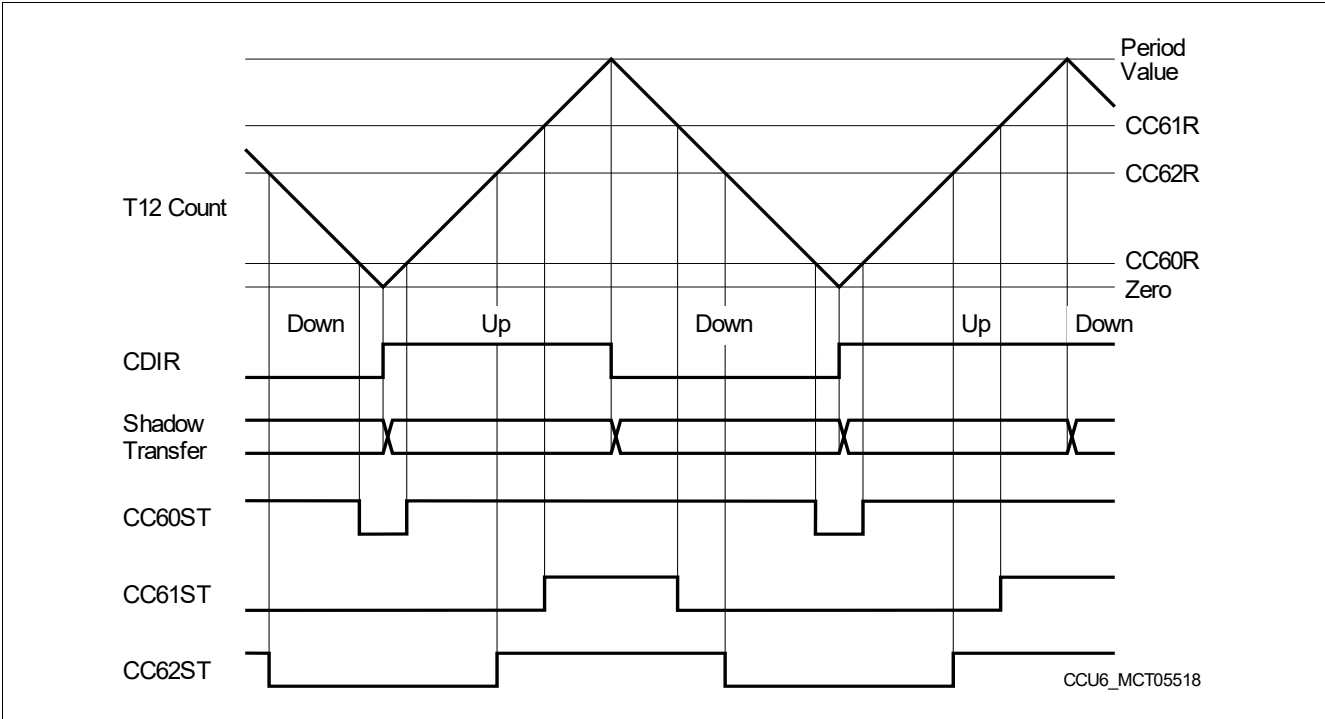 Period
Value
CC61R
CC62R
T12 Count
CC60R
Zero
Down
Up
Down
Up
Down
CDIR
Shadow
Transfer
CC60ST
CC61ST
CC62ST
CCU6_MCT05518